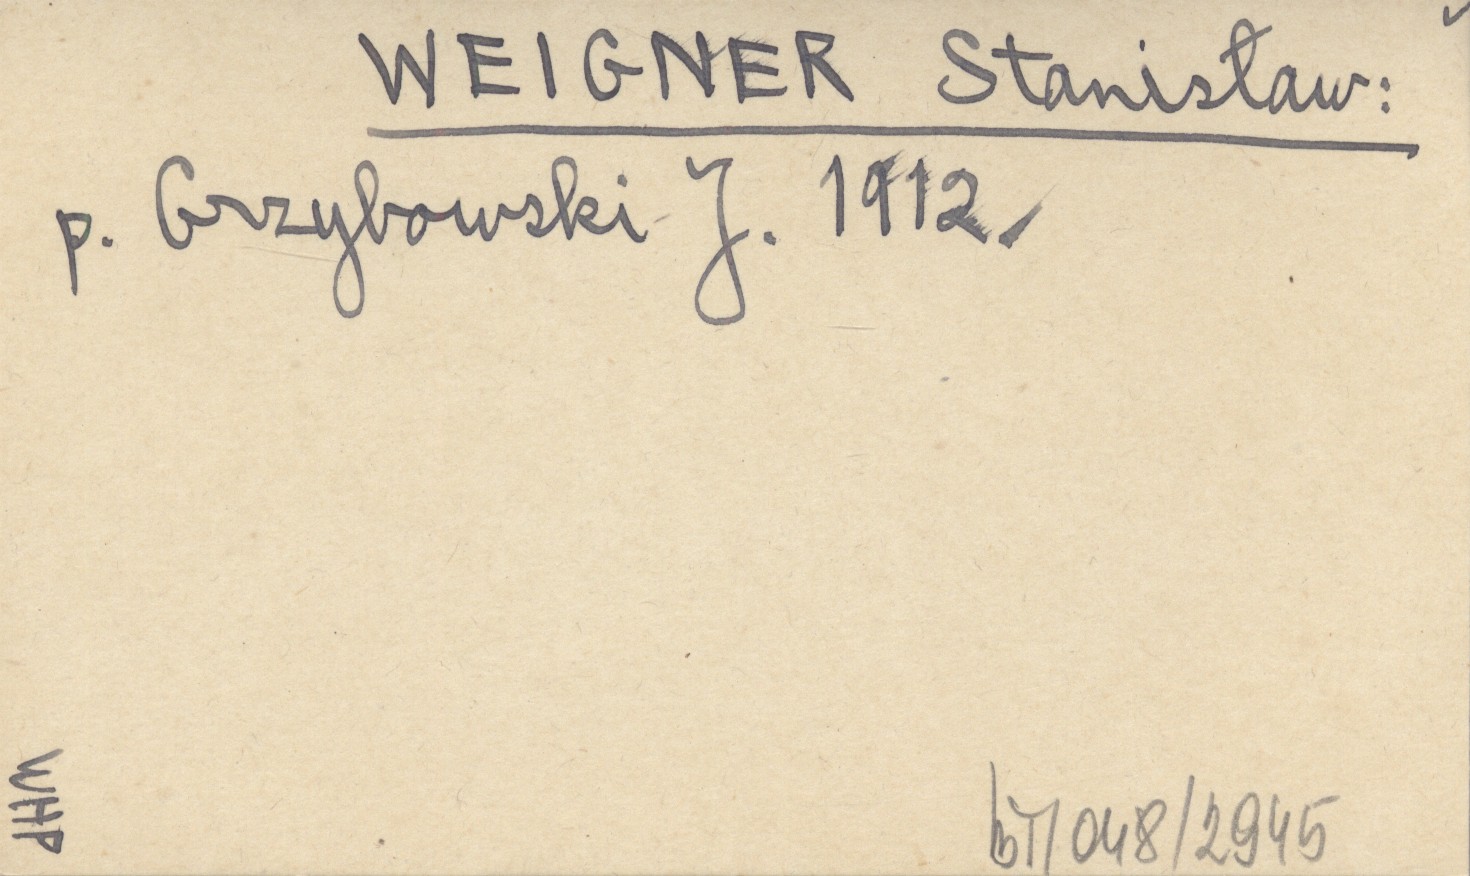 WEIGNER Stanisław:
p. Grzybowski J. 1912.
WHP
BT/048/2945